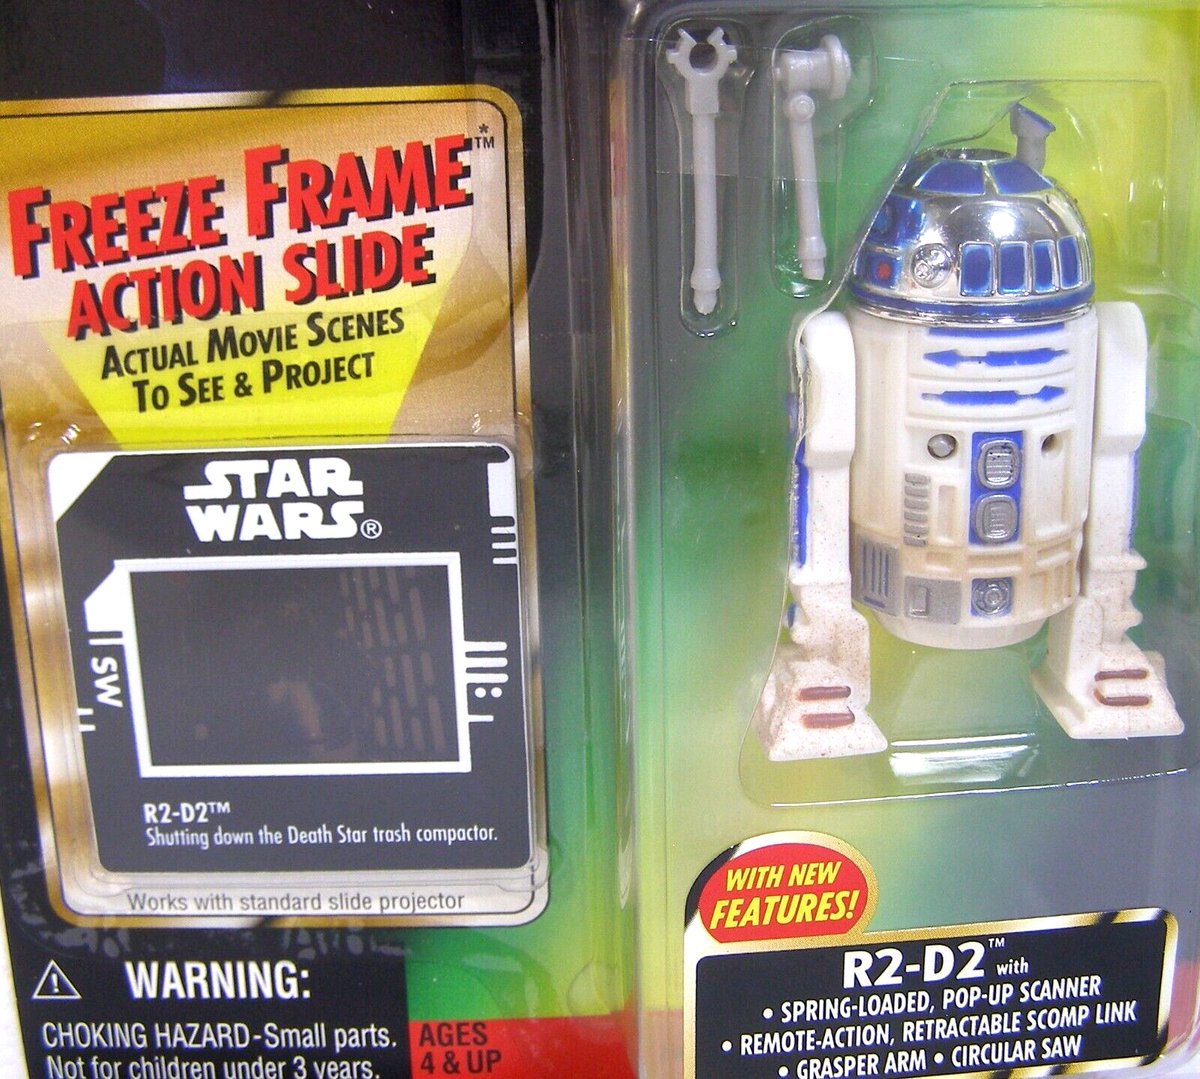 FREEZE FRAME™*
ACTION SLIDE
ACTUAL MOVIE SCENES
TO SEE & PROJECT
STAR
WARS®
SW
R2-D2™
Shutting down the Death Star trash compactor.
Works with standard slide projector
WARNING:
CHOKING HAZARD-Small parts.
Not for children under 3 years.
AGES
4 & UP
WITH NEW
FEATURES!
R2-D2™ with
• SPRING-LOADED, POP-UP SCANNER
• REMOTE-ACTION, RETRACTABLE SCOMP LINK
• GRASPER ARM • CIRCULAR SAW